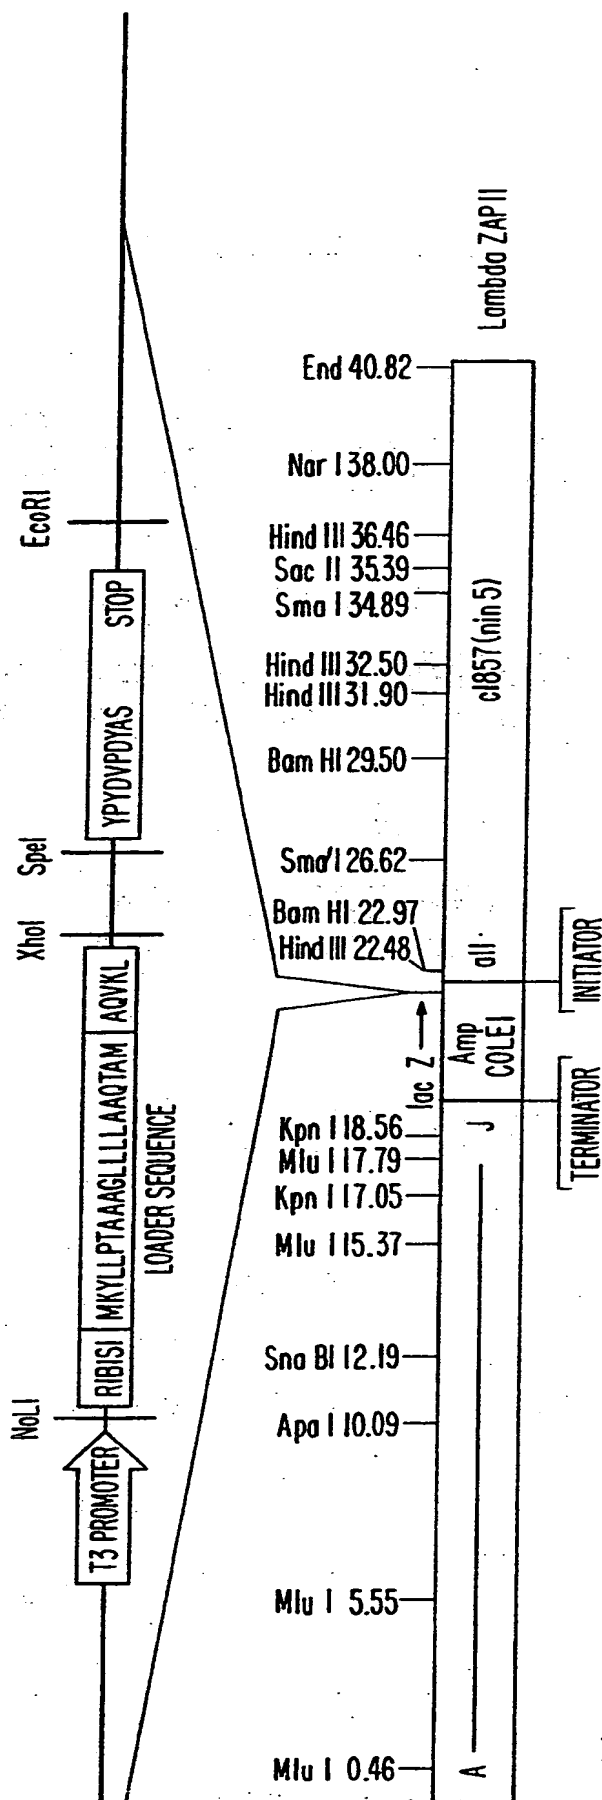 Lambda ZAPII
End 40.82
Nar I 38.00
Hind III 36.46
Sac II 35.39
Sma I 34.89
Hind III 32.50
Hind III 31.90
Bam HI 29.50
Sma I 26.62
Bam HI 22.97
Hind III 22.48
lac Z
Kpn I 18.56
Mlu I 17.79
Kpn I 17.05
Mlu I 15.37
Sna BI 12.19
Apa I 10.09
Mlu I 5.55
Mlu I 0.46
cI857 (nin 5)
att
Amp
COLEI
J
A
INITIATOR
TERMINATOR
EcoRI
STOP
YPYDVPDYAS
SpeI
XhoI
AQVKL
MKYLLPTAAAGLLLLAAQTAM
LOADER SEQUENCE
RIBISI
NoLI
T3 PROMOTER